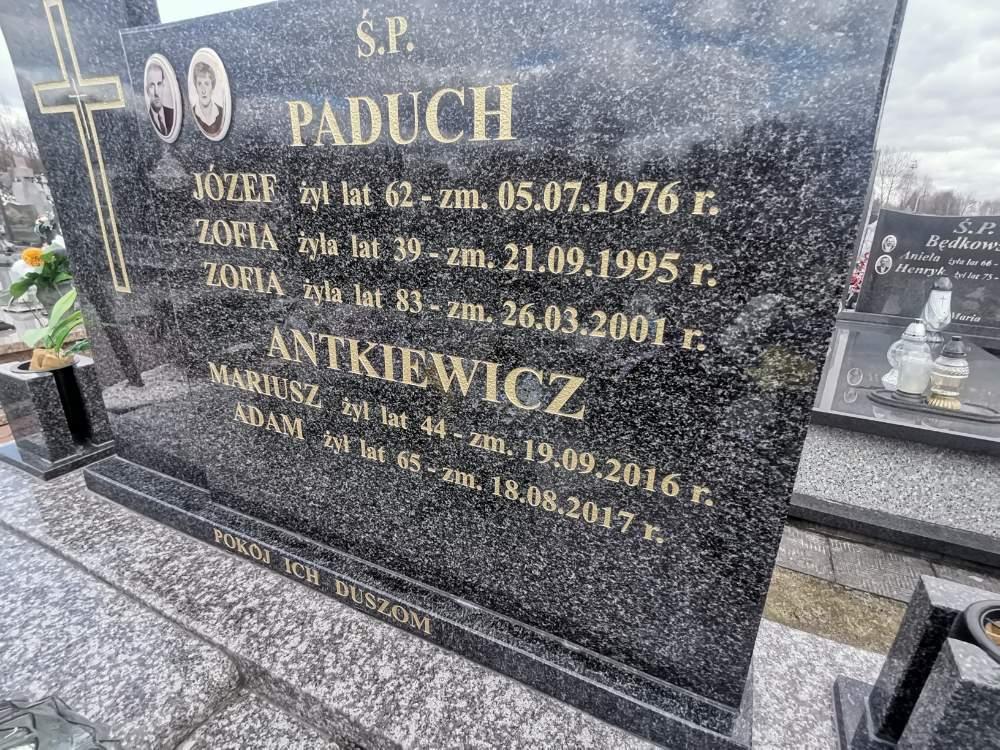 Ś.P.
PADUCH
JÓZEF żył lat 62 - zm. 05.07.1976 r.
ZOFIA żyła lat 39 - zm. 21.09.1995 r.
ZOFIA żyła lat 83 - zm. 26.03.2001 r.
ANTKIEWICZ
MARIUSZ żył lat 44 - zm. 19.09.2016 r.
ADAM żył lat 65 - zm. 18.08.2017 r.
POKÓJ ICH DUSZOM
Ś.P.
Aniela żyła lat 66 -
Henryk żył lat 75
Maria